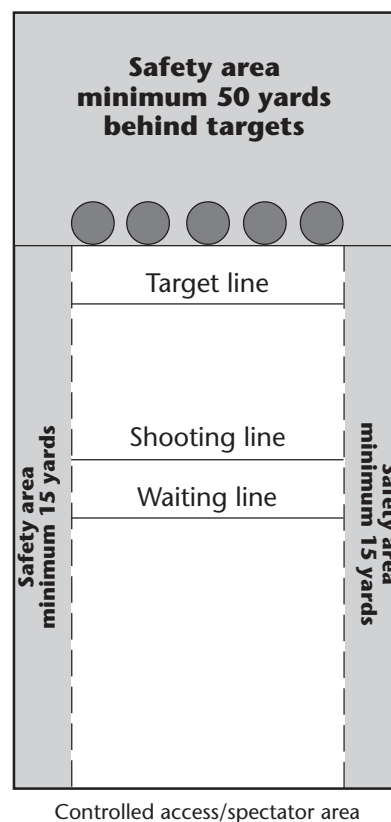 Safety area
minimum 50 yards
behind targets
Target line
Shooting line
Waiting line
Safety area
minimum 15 yards
Safety area
minimum 15 yards
Controlled access/spectator area